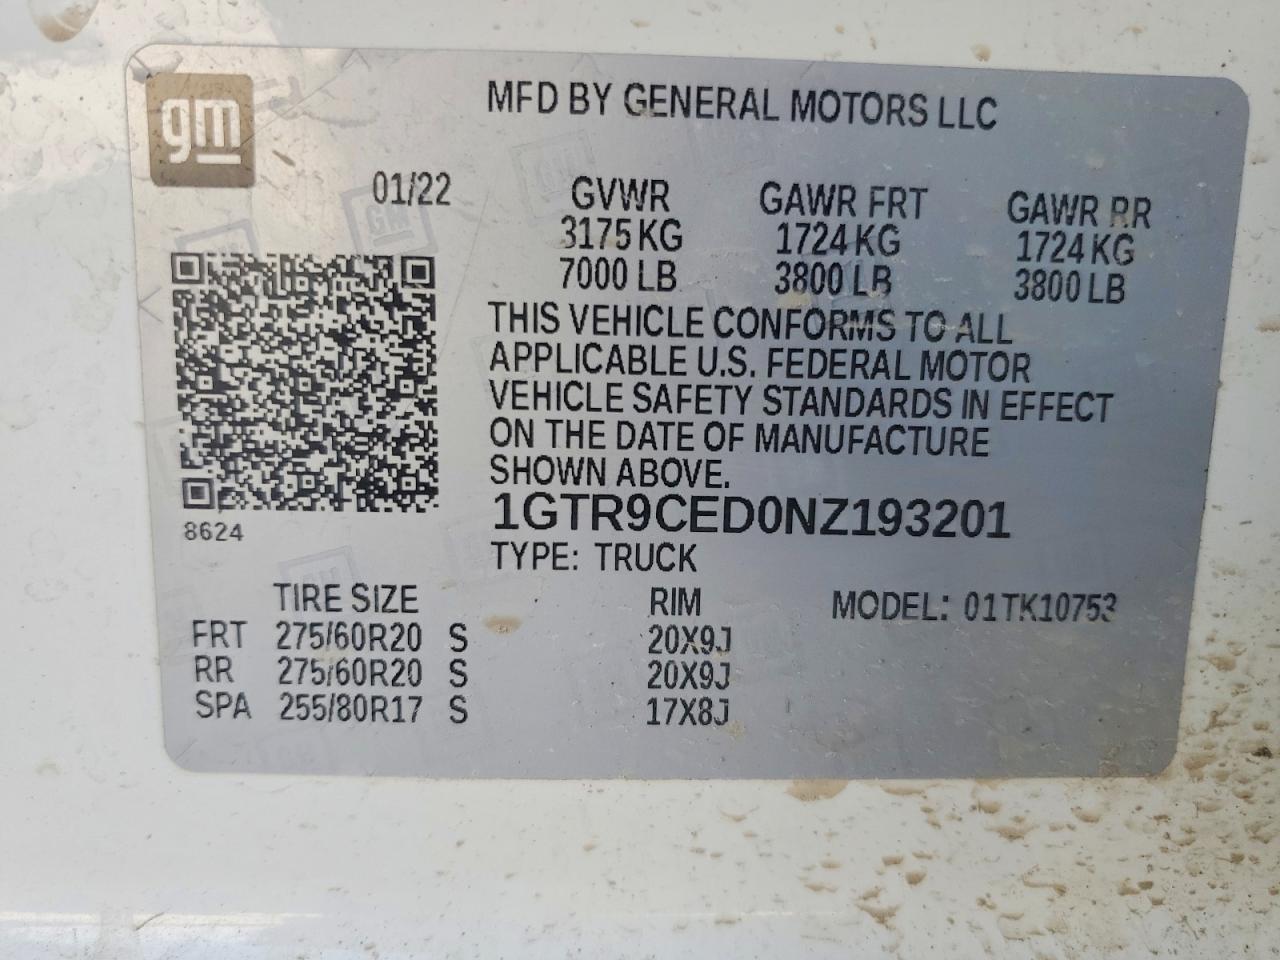 gm
MFD BY GENERAL MOTORS LLC
01/22 GVWR GAWR FRT GAWR RR
3175 KG 1724 KG 1724 KG
7000 LB 3800 LB 3800 LB
THIS VEHICLE CONFORMS TO ALL
APPLICABLE U.S. FEDERAL MOTOR
VEHICLE SAFETY STANDARDS IN EFFECT
ON THE DATE OF MANUFACTURE
SHOWN ABOVE.
1GTR9CED0NZ193201
8624
TYPE: TRUCK
TIRE SIZE RIM MODEL: 01TK10753
FRT 275/60R20 S 20X9J
RR 275/60R20 S 20X9J
SPA 255/80R17 S 17X8J